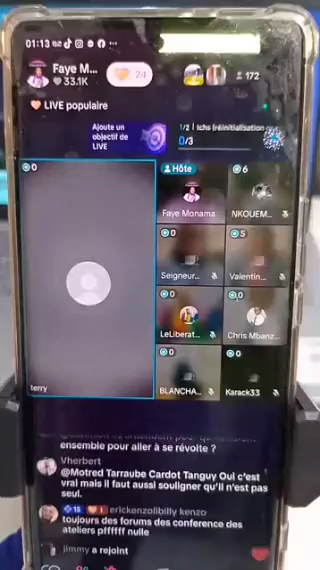 01:13
Faye M...
24
33.1K
172
LIVE populaire
Ajoute un
objectif de
LIVE
1/2
0/3
0
Hôte
Faye Monama
6
NKOUEM...
0
Seigneur...
5
Valentin...
0
LeLiberat...
0
Chris Mbanz...
terry
0
BLANCHA...
0
Karack33
ensemble pour aller à se révolte ?
Vherbert
@Motred Tarraube Cardot Tanguy Oui c'est
vrai mais il faut aussi souligner qu'il n'est pas
seul.
15
erickenzolibilly kenzo
toujours des forums des conference des
ateliers pffffff nulle
jimmy a rejoint